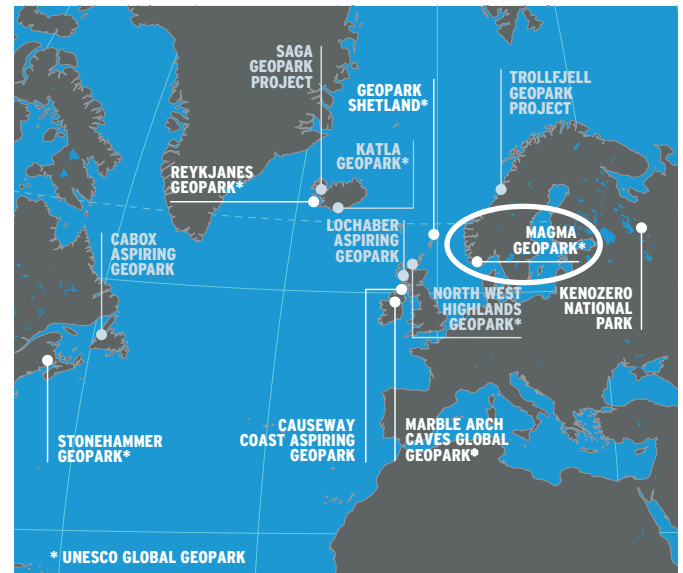 SAGA
GEOPARK
PROJECT
GEOPARK
SHETLAND*
TROLLFJELL
GEOPARK
PROJECT
KATLA
GEOPARK*
REYKJANES
GEOPARK*
LOCHABER
ASPIRING
GEOPARK
MAGMA
GEOPARK*
CABOX
ASPIRING
GEOPARK
NORTH WEST
HIGHLANDS
GEOPARK*
KENOZERO
NATIONAL
PARK
STONEHAMMER
GEOPARK*
CAUSEWAY
COAST ASPIRING
GEOPARK
MARBLE ARCH
CAVES GLOBAL
GEOPARK*
* UNESCO GLOBAL GEOPARK